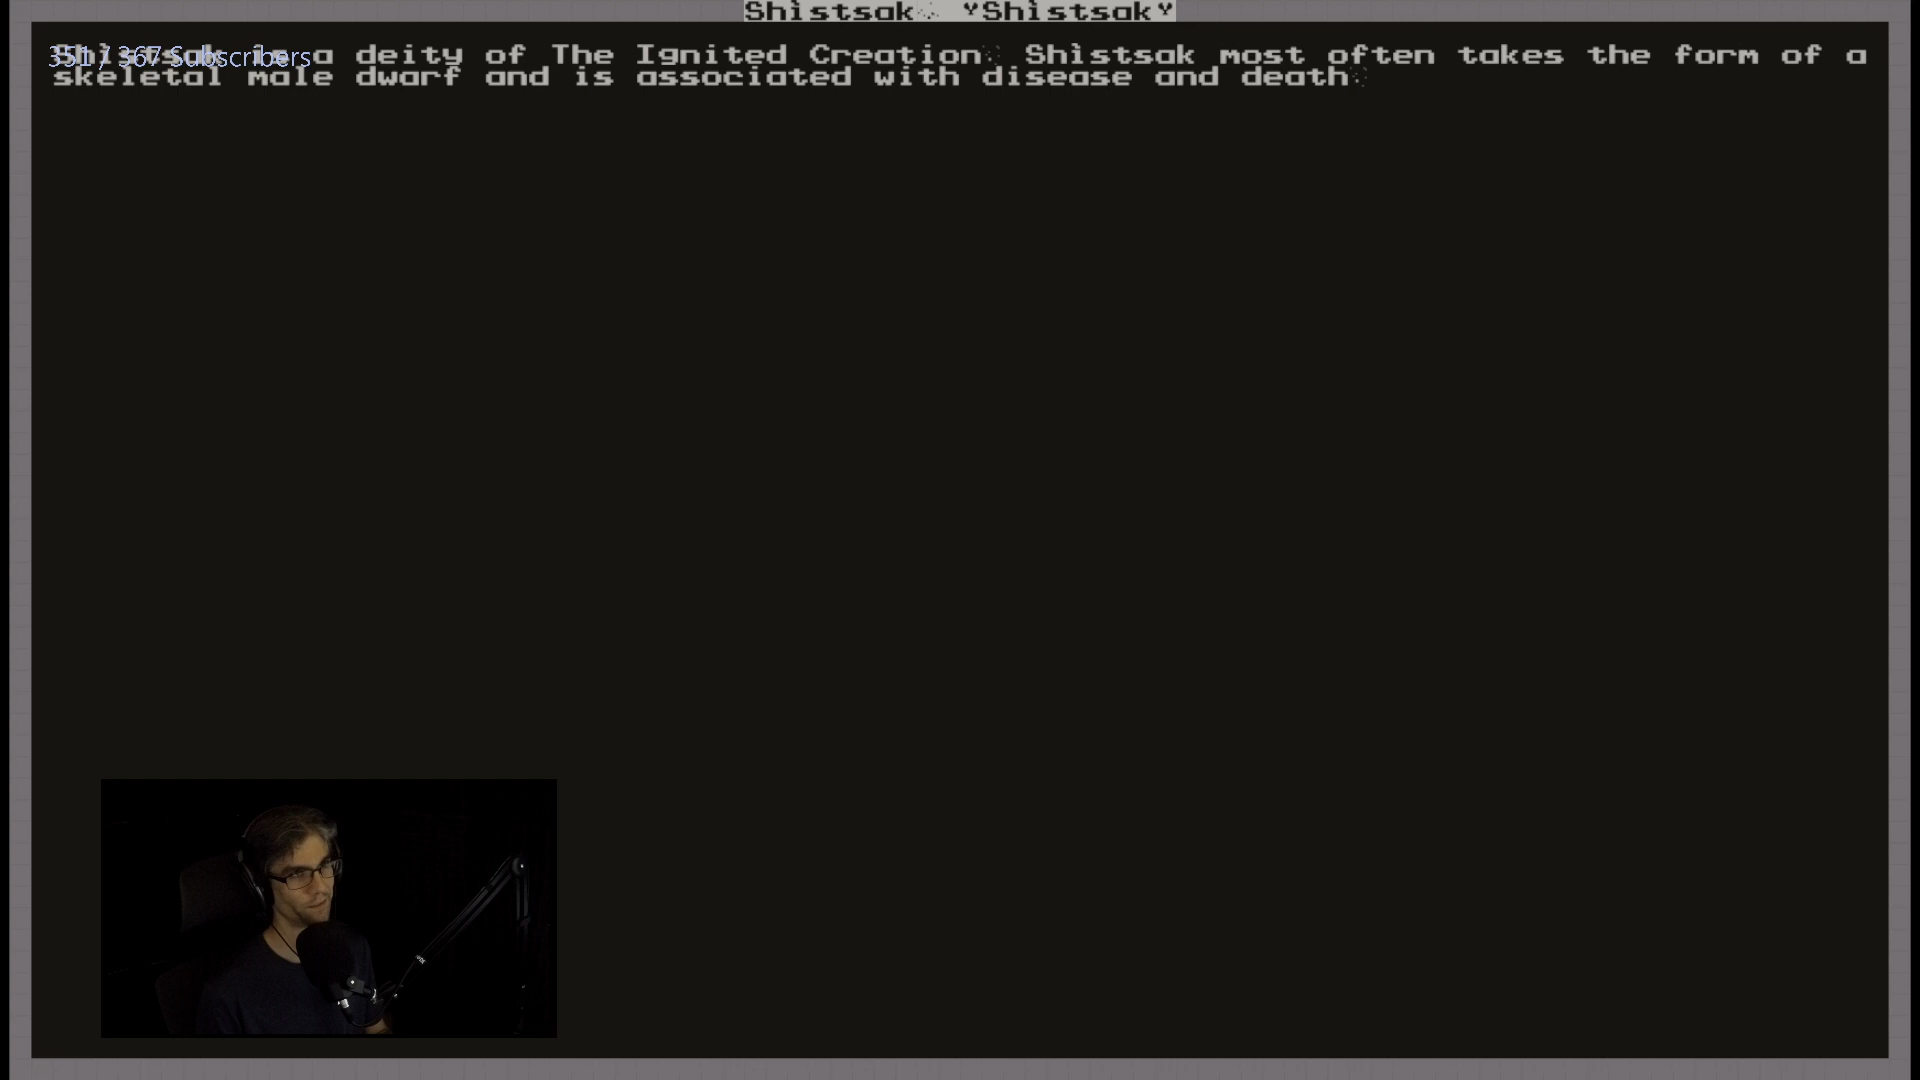 Shìstsak, "Shìstsak"
351 / 367 Subscribers
Shìstsak is a deity of The Ignited Creation. Shìstsak most often takes the form of a
skeletal male dwarf and is associated with disease and death.